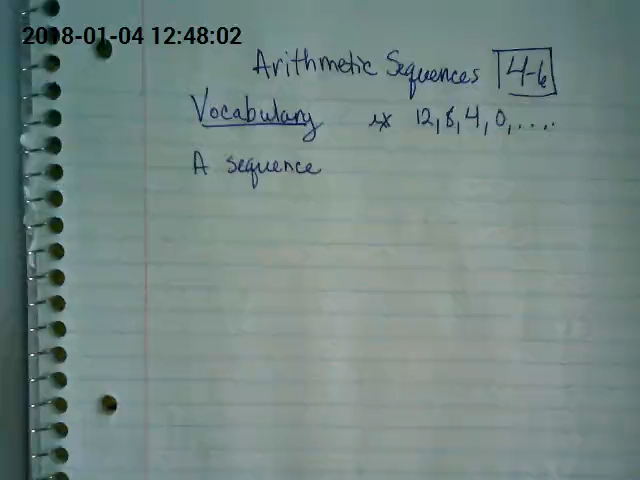 2018-01-04 12:48:02
Arithmetic Sequences 4-6
Vocabulary ex 12, 8, 4, 0, ....
A sequence